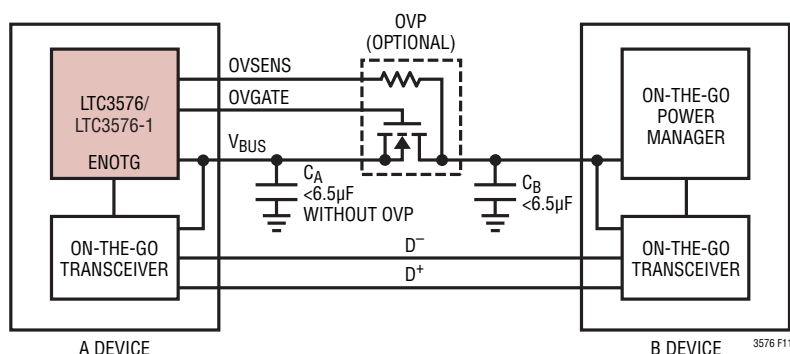 OVP
(OPTIONAL)
OVSENS
OVGATE
VBUS
LTC3576/
LTC3576-1
ENOTG
ON-THE-GO
TRANSCEIVER
CA
<6.5µF
WITHOUT OVP
CB
<6.5µF
D–
D+
ON-THE-GO
POWER
MANAGER
ON-THE-GO
TRANSCEIVER
A DEVICE
B DEVICE
3576 F11